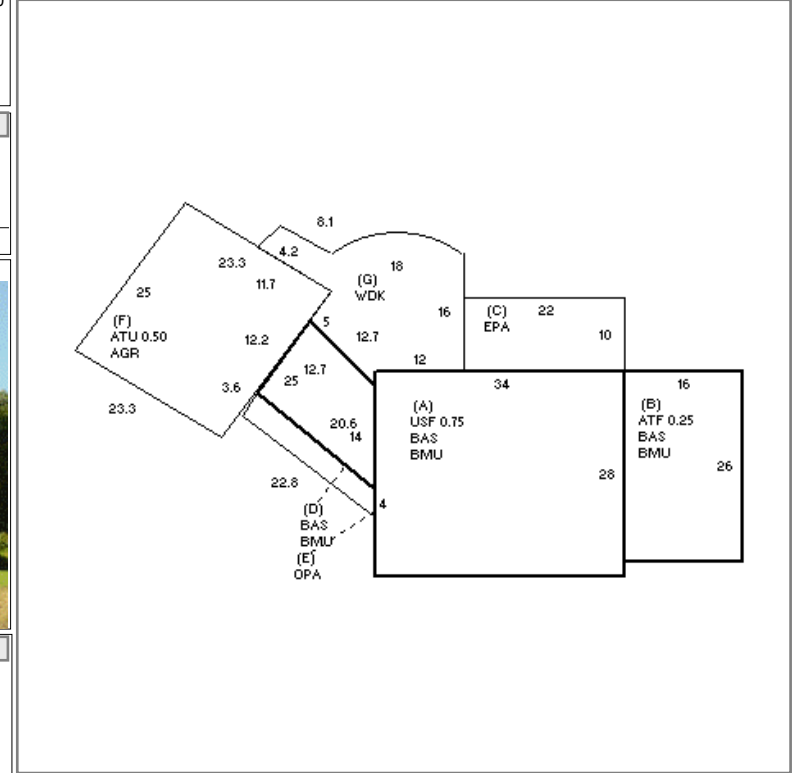 8.1
4.2
23.3
11.7
18
(G)
WDK
25
16
(C)
EPA
22
(F)
ATU 0.50
AGR
5
12.7
10
12.2
12
12.7
25
34
16
3.6
23.3
(A)
USF 0.75
BAS
BMU
(B)
ATF 0.25
BAS
BMU
20.6
14
26
28
22.8
4
(D)
BAS
BMU
(E)
OPA